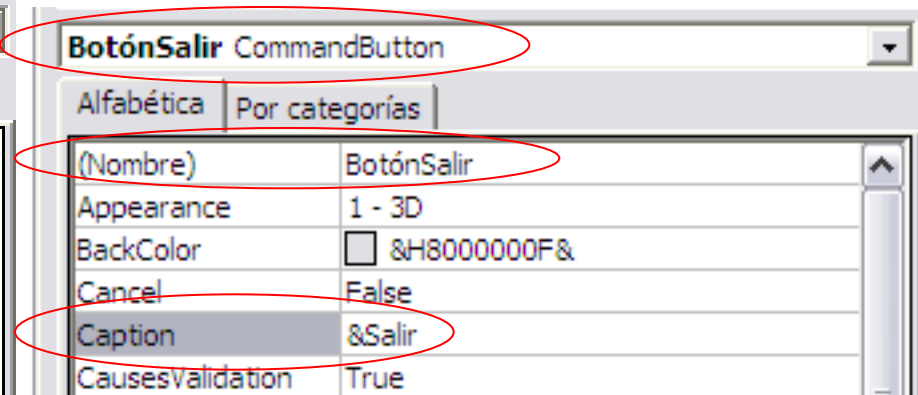 BotónSalir CommandButton
Alfabética Por categorías
(Nombre) BotónSalir
Appearance 1 - 3D
BackColor &H8000000F&
Cancel False
Caption &Salir
CausesValidation True